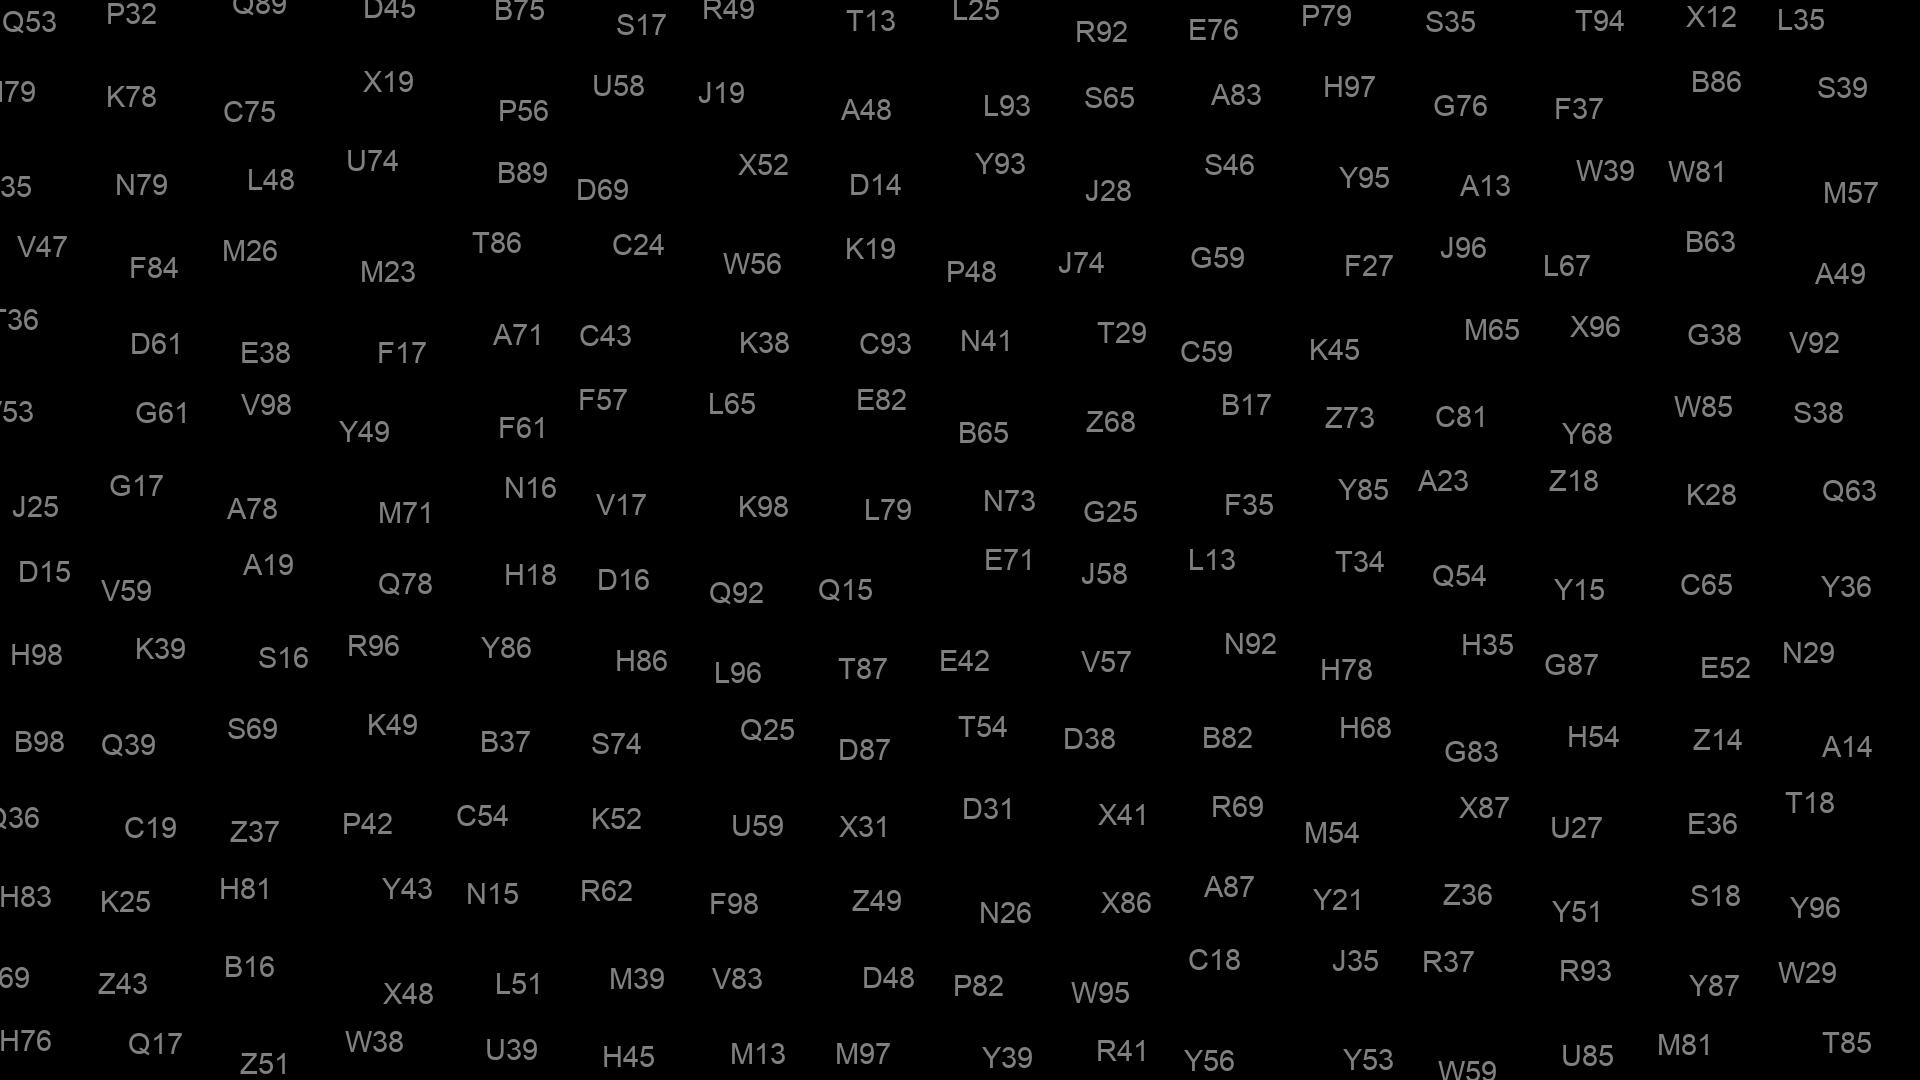 Q53 P32 Q89 D45 B75 S17 R49 T13 L25 R92 E76 P79 S35 T94 X12 L35
79 K78 C75 X19 P56 U58 J19 A48 L93 S65 A83 H97 G76 F37 B86 S39
35 N79 L48 U74 B89 D69 X52 D14 Y93 J28 S46 Y95 A13 W39 W81 M57
V47 F84 M26 M23 T86 C24 W56 K19 P48 J74 G59 F27 J96 L67 B63 A49
T36 D61 E38 F17 A71 C43 K38 C93 N41 T29 C59 K45 M65 X96 G38 V92
53 G61 V98 Y49 F61 F57 L65 E82 B65 Z68 B17 Z73 C81 Y68 W85 S38
J25 G17 A78 M71 N16 V17 K98 L79 N73 G25 F35 Y85 A23 Z18 K28 Q63
D15 V59 A19 Q78 H18 D16 Q92 Q15 E71 J58 L13 T34 Q54 Y15 C65 Y36
H98 K39 S16 R96 Y86 H86 L96 T87 E42 V57 N92 H78 H35 G87 E52 N29
B98 Q39 S69 K49 B37 S74 Q25 D87 T54 D38 B82 H68 G83 H54 Z14 A14
Q36 C19 Z37 P42 C54 K52 U59 X31 D31 X41 R69 M54 X87 U27 E36 T18
H83 K25 H81 Y43 N15 R62 F98 Z49 N26 X86 A87 Y21 Z36 Y51 S18 Y96
69 Z43 B16 X48 L51 M39 V83 D48 P82 W95 C18 J35 R37 R93 Y87 W29
H76 Q17 Z51 W38 U39 H45 M13 M97 Y39 R41 Y56 Y53 W59 U85 M81 T85